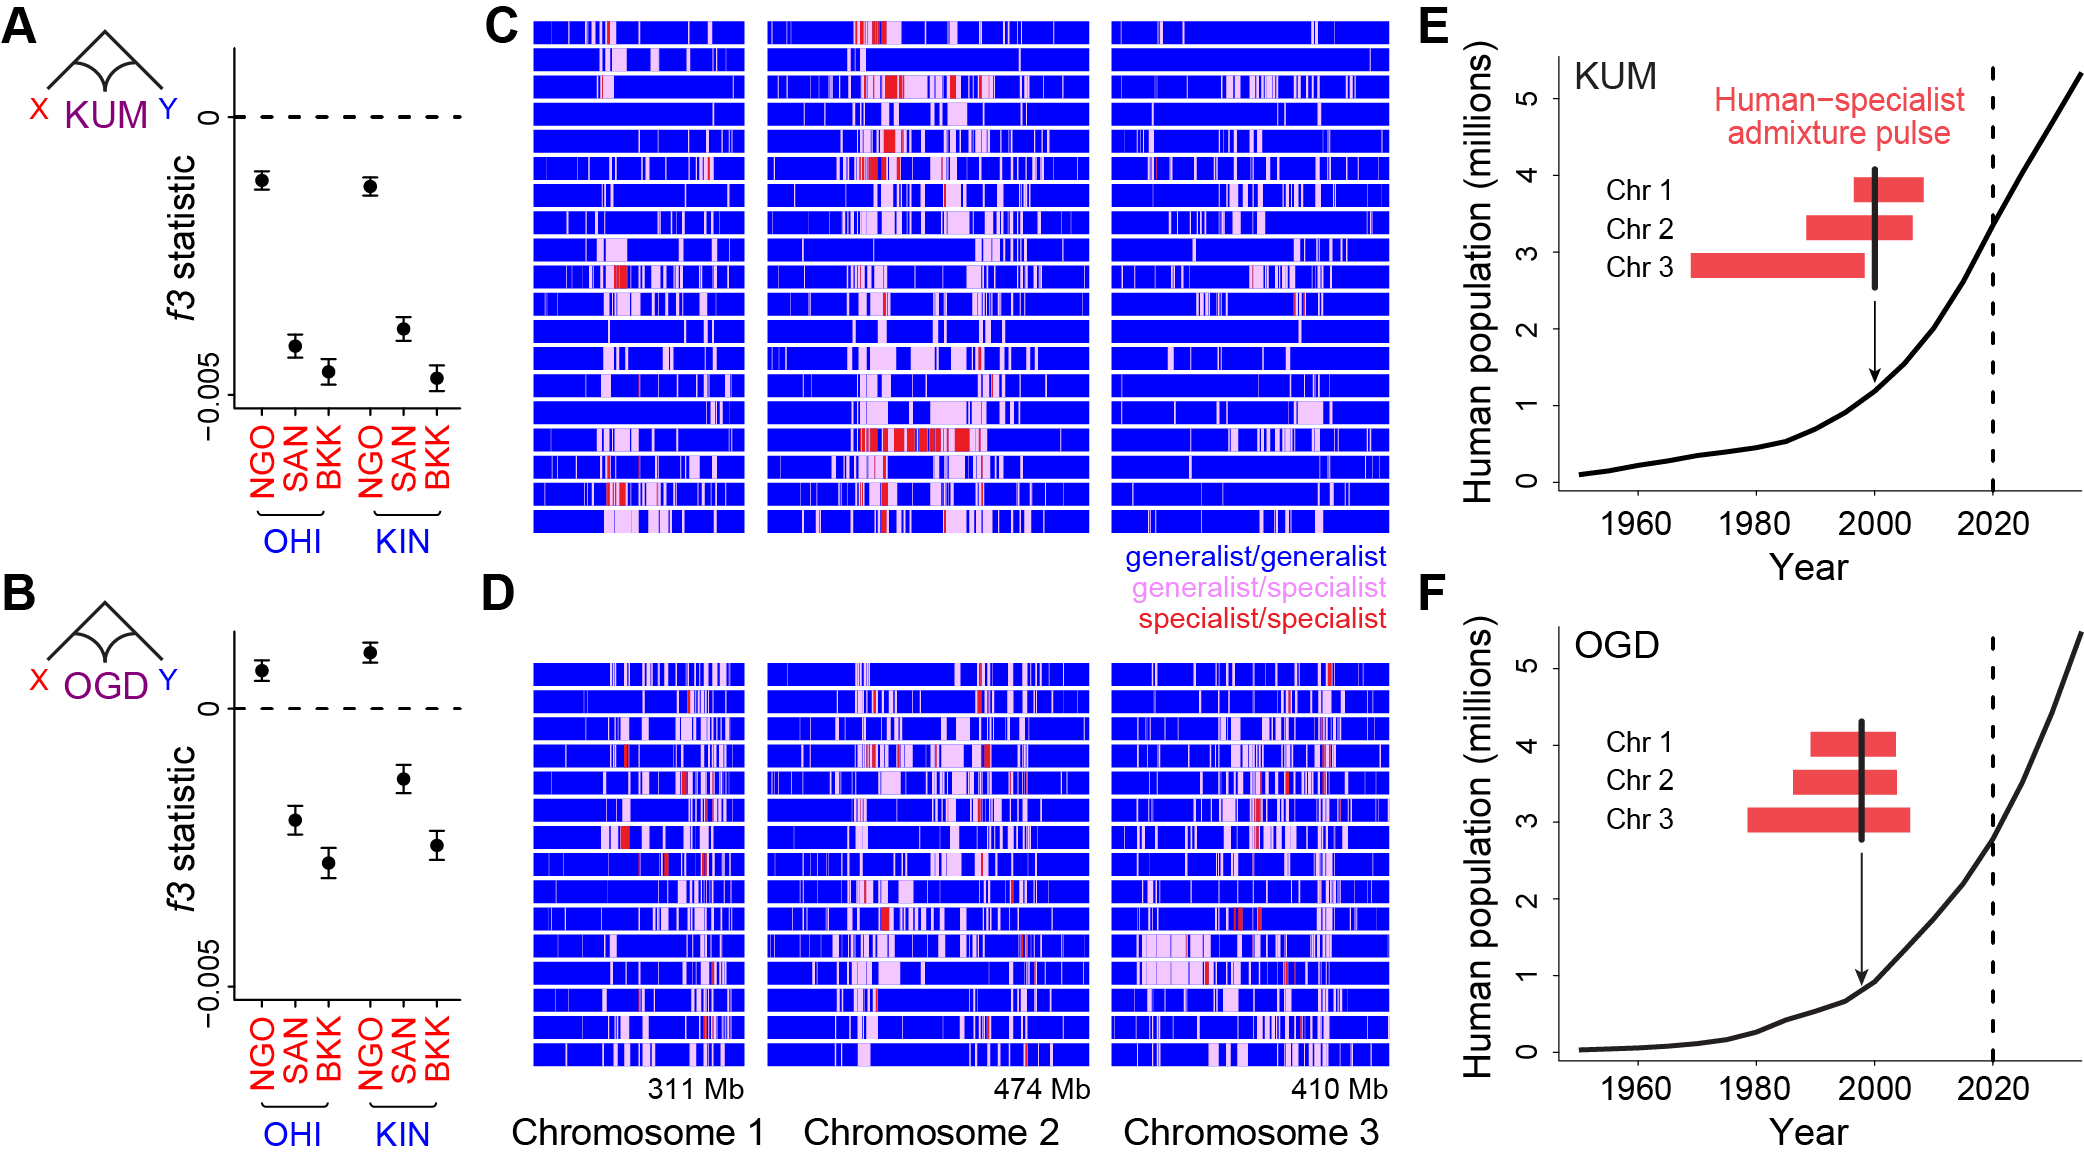 A
X KUM Y
f3 statistic
0
−0.005
NGO
SAN
BKK
NGO
SAN
BKK
OHI
KIN
B
X OGD Y
f3 statistic
0
−0.005
NGO
SAN
BKK
NGO
SAN
BKK
OHI
KIN
C
generalist/generalist
generalist/specialist
specialist/specialist
D
311 Mb
474 Mb
410 Mb
Chromosome 1
Chromosome 2
Chromosome 3
E
KUM
Human−specialist
admixture pulse
Chr 1
Chr 2
Chr 3
Human population (millions)
5
4
3
2
1
0
1960
1980
2000
2020
Year
F
OGD
Chr 1
Chr 2
Chr 3
Human population (millions)
5
4
3
2
1
0
1960
1980
2000
2020
Year